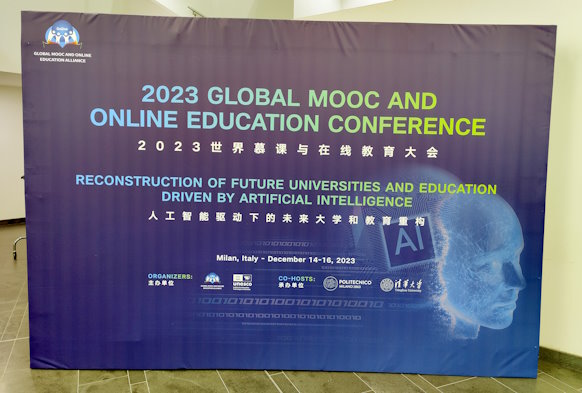 GLOBAL MOOC AND ONLINE
EDUCATION ALLIANCE
2023 GLOBAL MOOC AND
ONLINE EDUCATION CONFERENCE
2023世界慕课与在线教育大会
RECONSTRUCTION OF FUTURE UNIVERSITIES AND EDUCATION
DRIVEN BY ARTIFICIAL INTELLIGENCE
人工智能驱动下的未来大学和教育重构
AI
Milan, Italy - December 14-16, 2023
ORGANIZERS:
主办单位
unesco
CO-HOSTS:
承办单位
POLITECNICO
MILANO 1863
清华大学
Tsinghua University